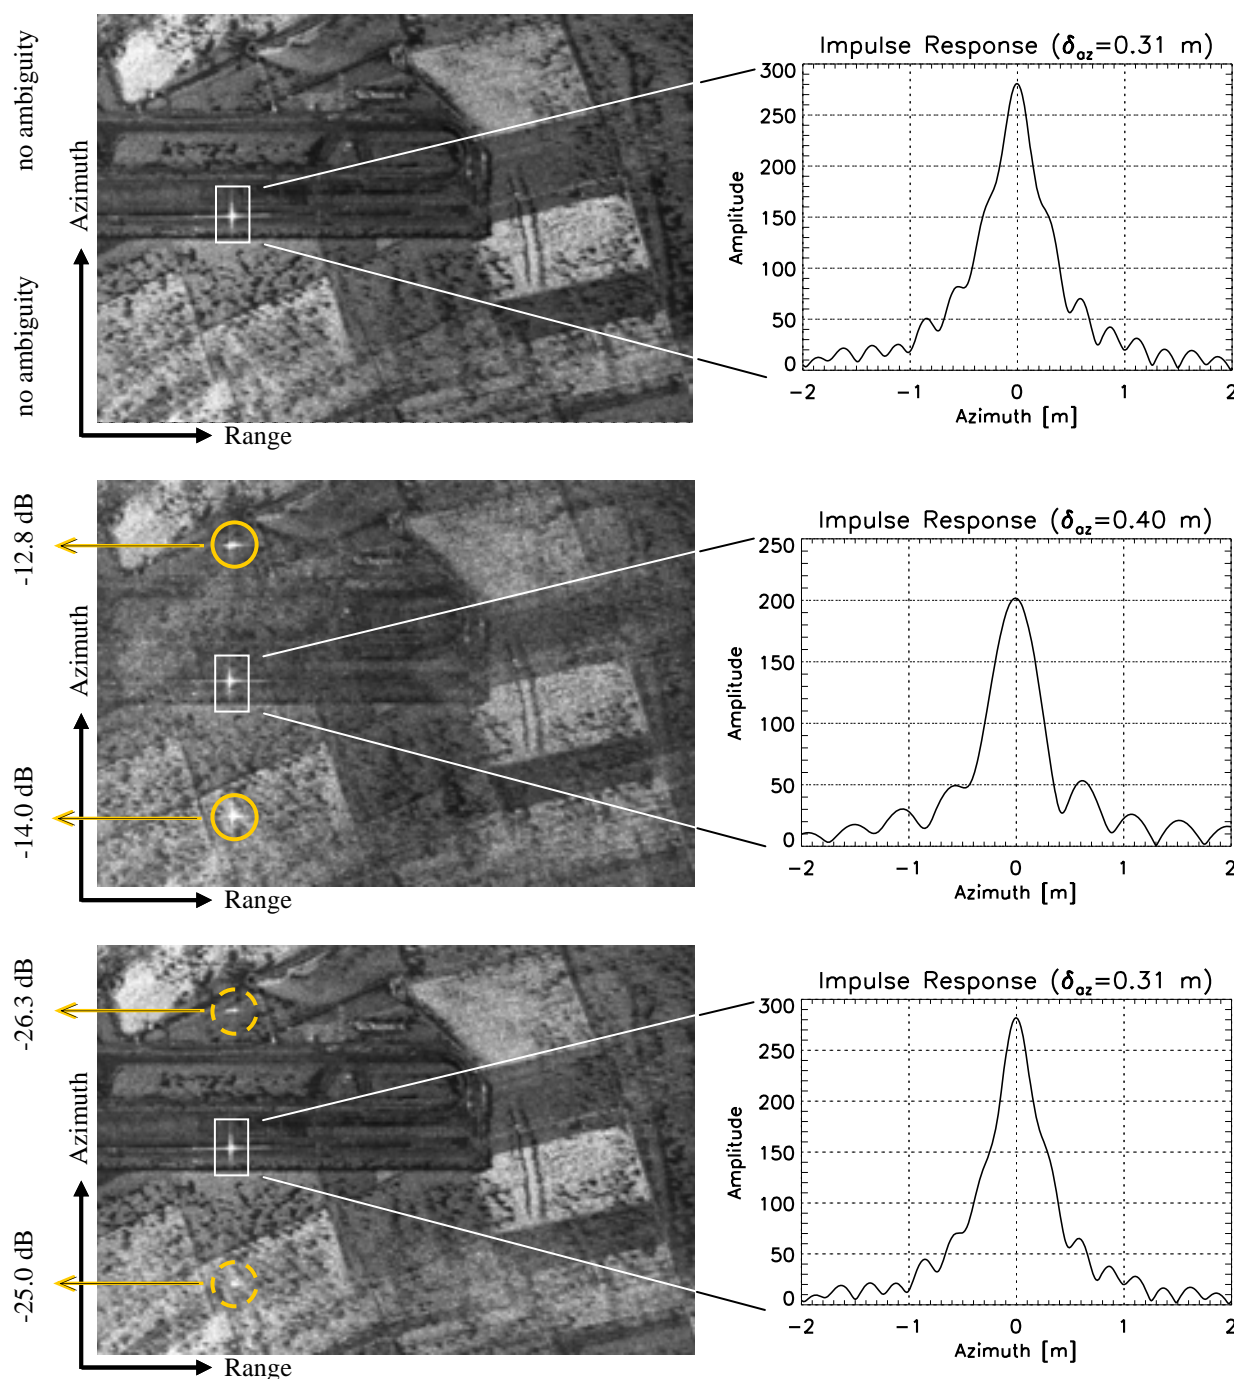 no ambiguity
Azimuth
no ambiguity
Range
Impulse Response (δaz=0.31 m)
Amplitude
300
250
200
150
100
50
0
−2 −1 0 1 2
Azimuth [m]
-12.8 dB
Azimuth
-14.0 dB
Range
Impulse Response (δaz=0.40 m)
Amplitude
250
200
150
100
50
0
−2 −1 0 1 2
Azimuth [m]
-26.3 dB
Azimuth
-25.0 dB
Range
Impulse Response (δaz=0.31 m)
Amplitude
300
250
200
150
100
50
0
−2 −1 0 1 2
Azimuth [m]